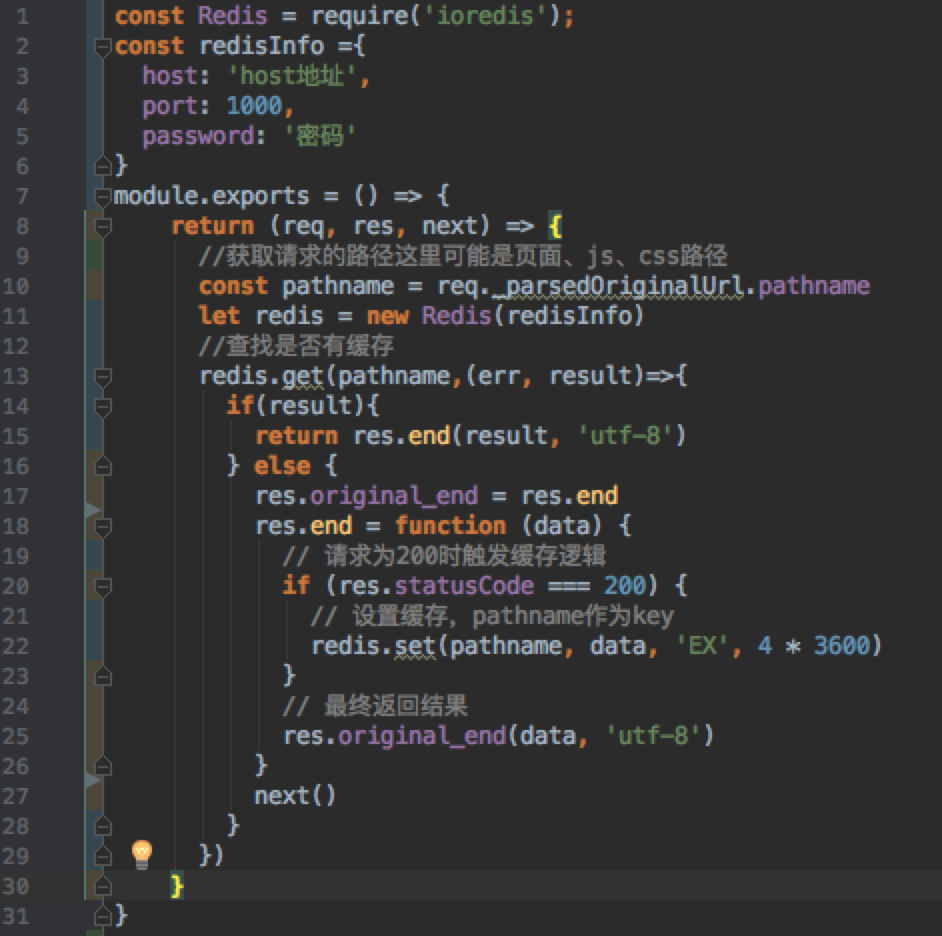 1 const Redis = require('ioredis');
2 const redisInfo ={
3   host: 'host地址',
4   port: 1000,
5   password: '密码'
6 }
7 module.exports = () => {
8     return (req, res, next) => {
9       //获取请求的路径这里可能是页面、js、css路径
10       const pathname = req._parsedOriginalUrl.pathname
11       let redis = new Redis(redisInfo)
12       //查找是否有缓存
13       redis.get(pathname,(err, result)=>{
14         if(result){
15           return res.end(result, 'utf-8')
16         } else {
17           res.original_end = res.end
18           res.end = function (data) {
19             // 请求为200时触发缓存逻辑
20             if (res.statusCode === 200) {
21               // 设置缓存，pathname作为key
22               redis.set(pathname, data, 'EX', 4 * 3600)
23             }
24             // 最终返回结果
25             res.original_end(data, 'utf-8')
26           }
27           next()
28         }
29       })
30     }
31 }